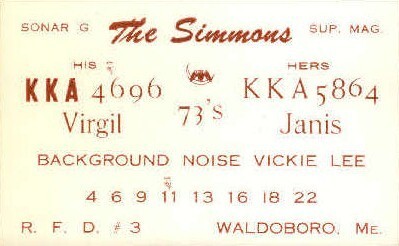 SONAR G The Simmons SUP. MAG.
HIS HERS
KKA 4696 73's KKA5864
Virgil Janis
BACKGROUND NOISE VICKIE LEE
4 6 9 11 13 16 18 22
R. F. D. #3 WALDOBORO, ME.